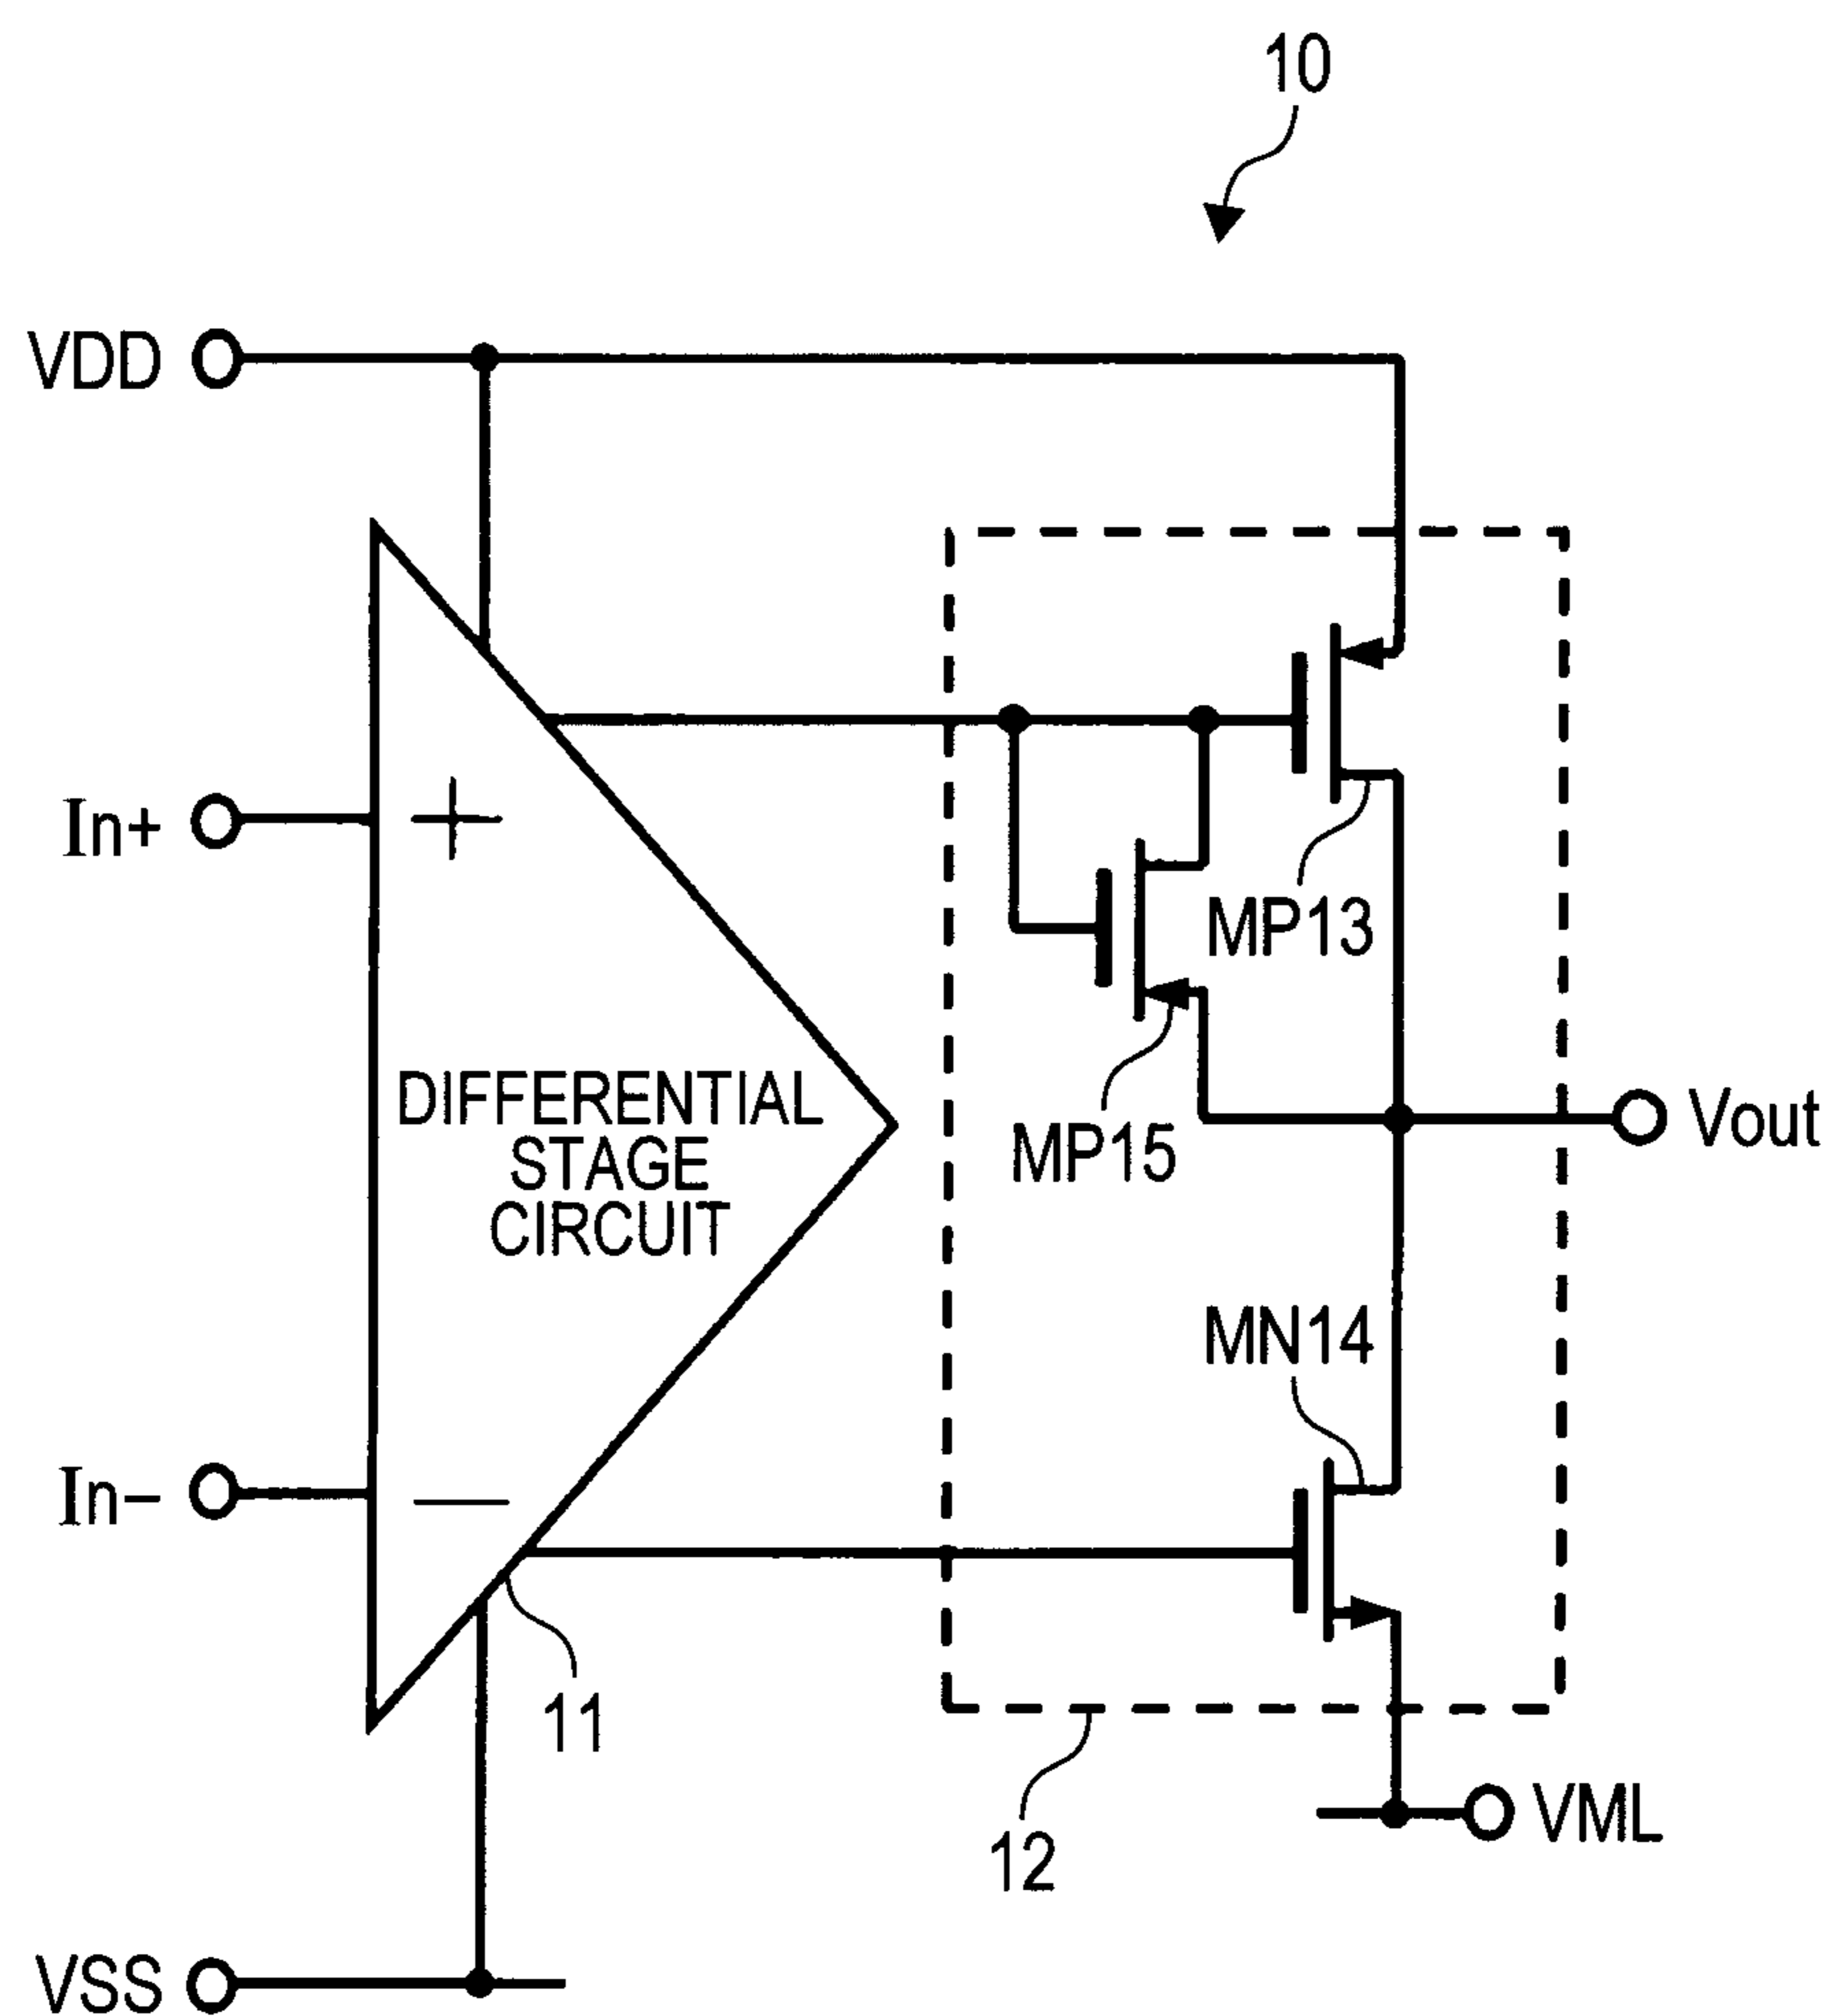 10
VDD
In+
+
MP13
DIFFERENTIAL
STAGE
CIRCUIT
MP15
Vout
MN14
In−
−
11
12
VML
VSS